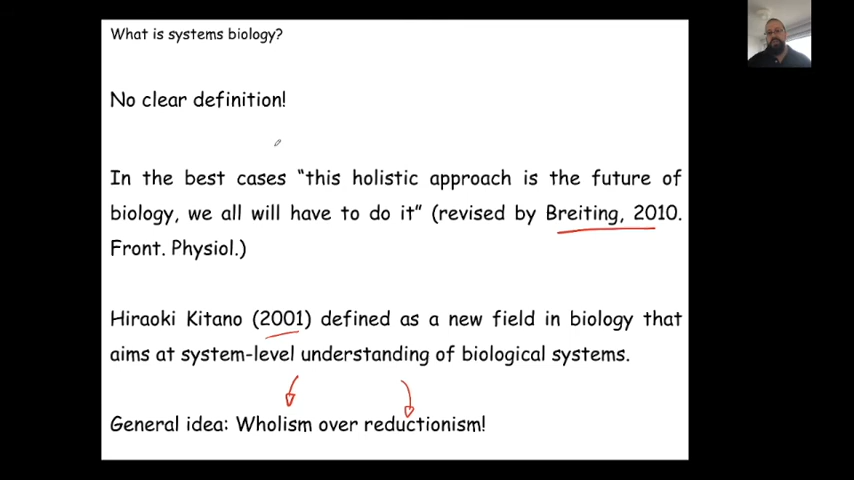 What is systems biology?
No clear definition!
In the best cases “this holistic approach is the future of
biology, we all will have to do it” (revised by Breiting, 2010.
Front. Physiol.)
Hiraoki Kitano (2001) defined as a new field in biology that
aims at system-level understanding of biological systems.
General idea: Wholism over reductionism!